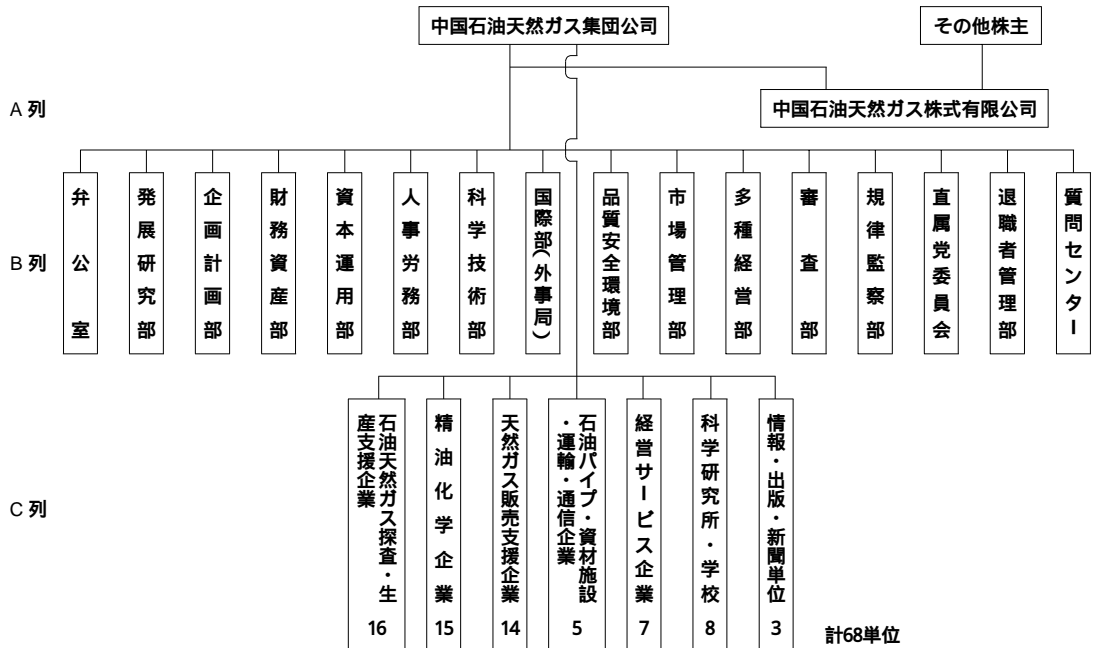 中国石油天然ガス集団公司
その他株主
A 列
中国石油天然ガス株式有限公司
B 列
弁公室
発展研究部
企画計画部
財務資産部
資本運用部
人事労務部
科学技術部
国際部(外事局)
品質安全環境部
市場管理部
多種経営部
審査部
規律監察部
直属党委員会
退職者管理部
質問センター
C 列
石油天然ガス探査・生
産支援企業
16
精油化学企業
15
天然ガス販売支援企業
14
石油パイプ・資材施設
・運輸・通信企業
5
経営サービス企業
7
科学研究所・学校
8
情報・出版・新聞単位
3
計68単位